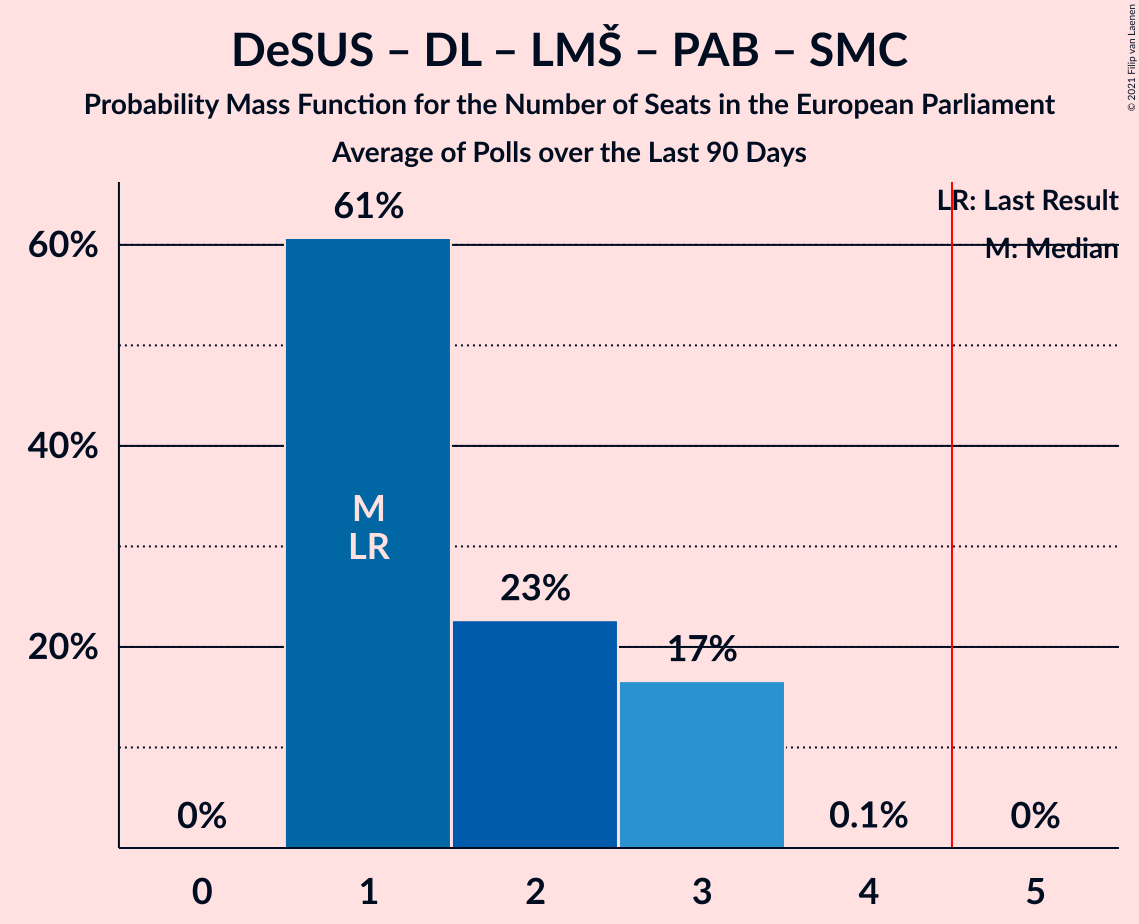 DeSUS – DL – LMŠ – PAB – SMC
Probability Mass Function for the Number of Seats in the European Parliament
Average of Polls over the Last 90 Days
© 2021 Filip van Laenen
LR: Last Result
M: Median
61%
60%
40%
M
LR
23%
20%
17%
0%
0.1%
0%
0 1 2 3 4 5